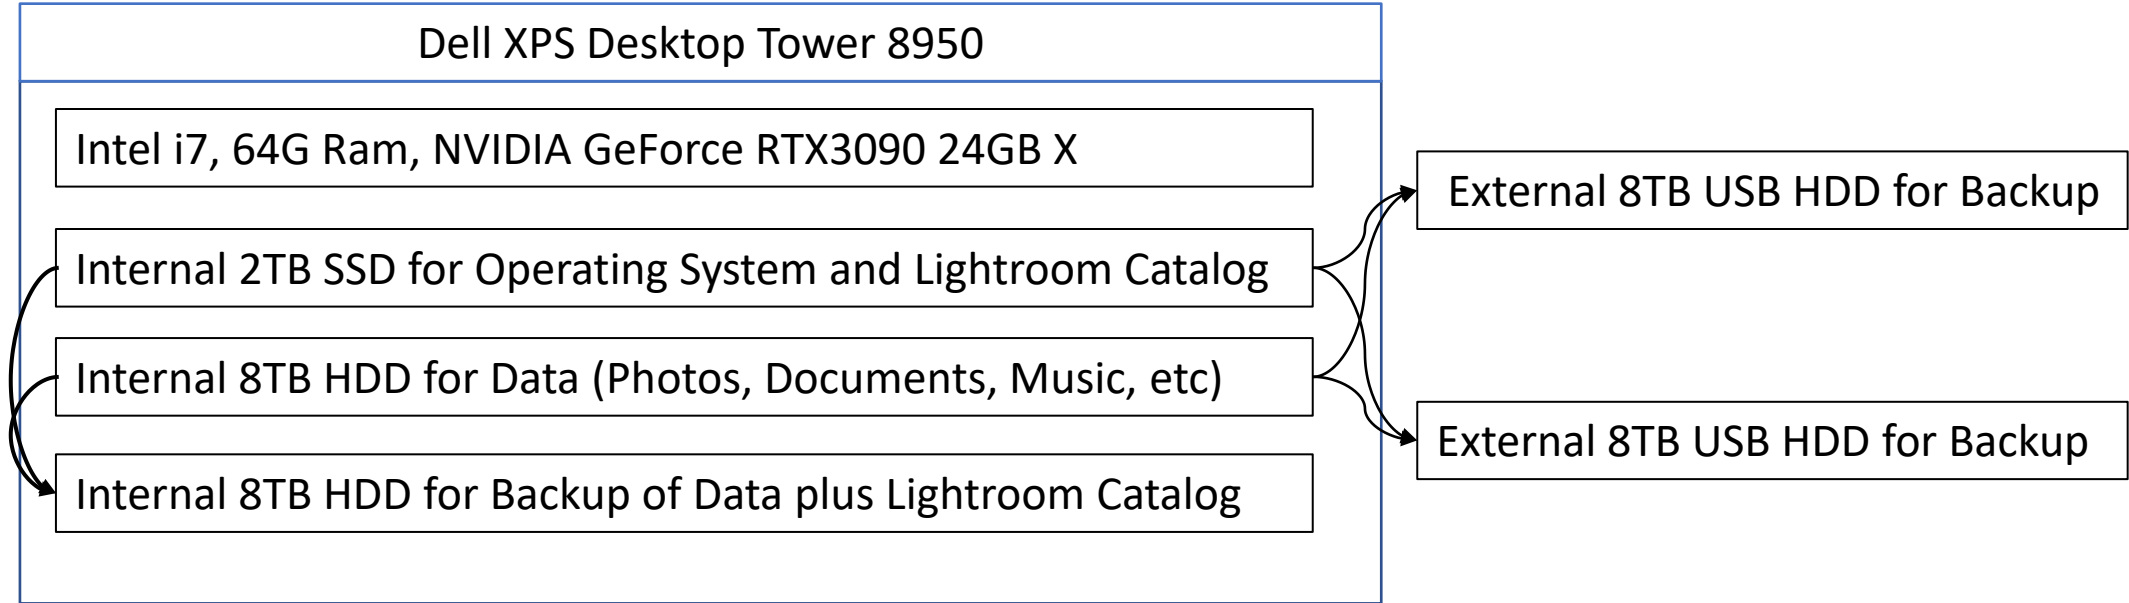 Dell XPS Desktop Tower 8950
Intel i7, 64G Ram, NVIDIA GeForce RTX3090 24GB X
External 8TB USB HDD for Backup
Internal 2TB SSD for Operating System and Lightroom Catalog
Internal 8TB HDD for Data (Photos, Documents, Music, etc)
External 8TB USB HDD for Backup
Internal 8TB HDD for Backup of Data plus Lightroom Catalog